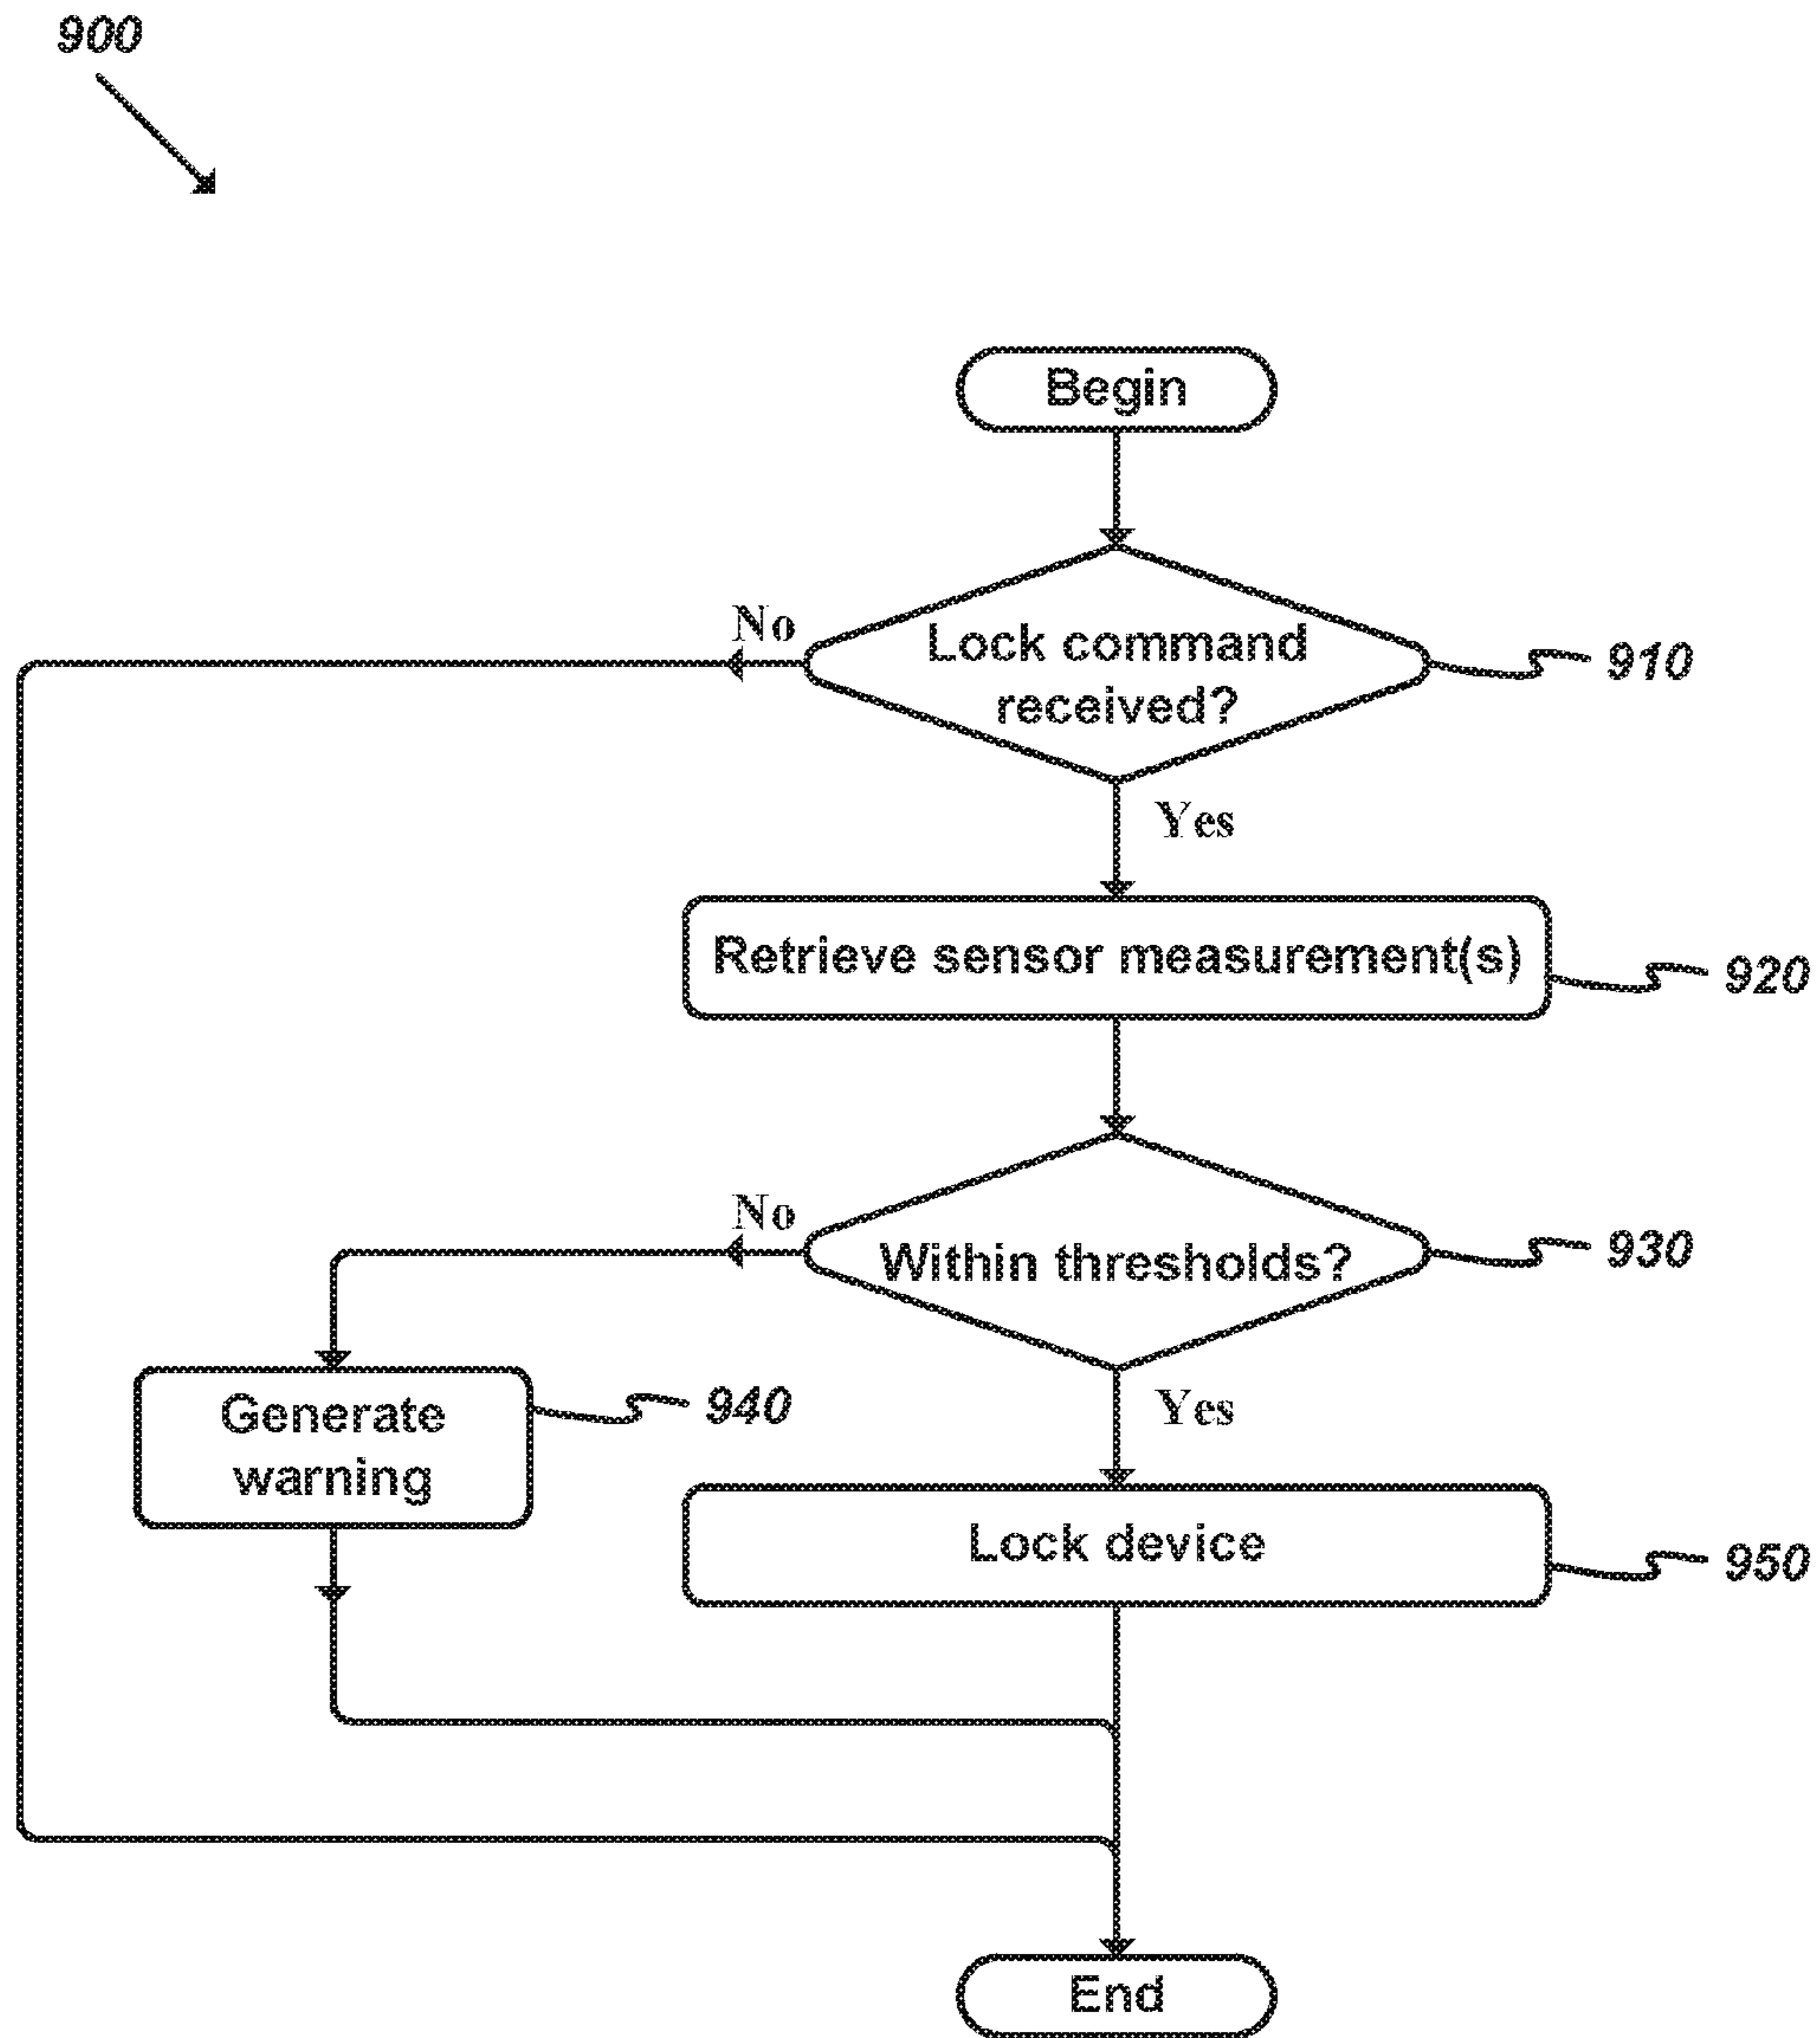 900
Begin
No
Lock command
received?
910
Yes
Retrieve sensor measurement(s)
920
No
Within thresholds?
930
Generate
warning
940
Yes
Lock device
950
End